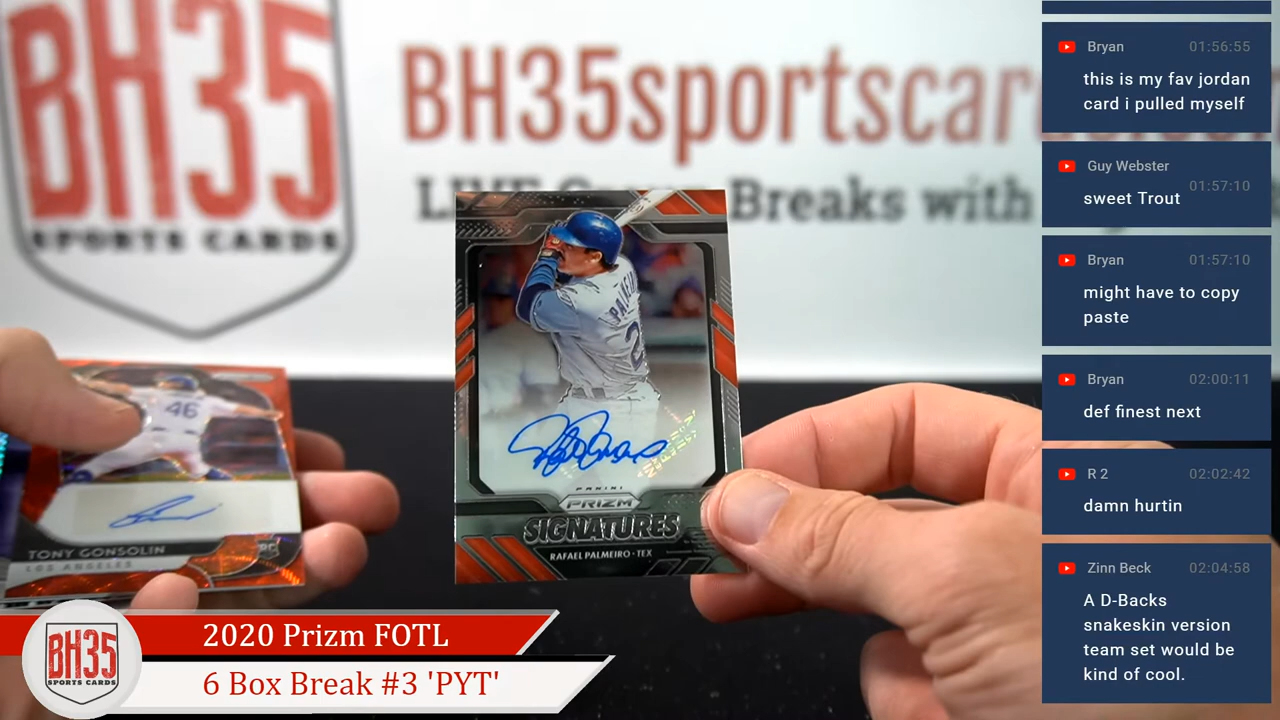 BH35
SPORTS CARDS
BH35sportscar
Breaks with
46
TONY GONSOLIN
LOS ANGELES
RC
2
PANINI
PRIZM
SIGNATURES
RAFAEL PALMEIRO · TEX
BH35
SPORTS CARDS
2020 Prizm FOTL
6 Box Break #3 'PYT'
Bryan 01:56:55
this is my fav jordan
card i pulled myself
Guy Webster 01:57:10
sweet Trout
Bryan 01:57:10
might have to copy
paste
Bryan 02:00:11
def finest next
R 2 02:02:42
damn hurtin
Zinn Beck 02:04:58
A D-Backs
snakeskin version
team set would be
kind of cool.